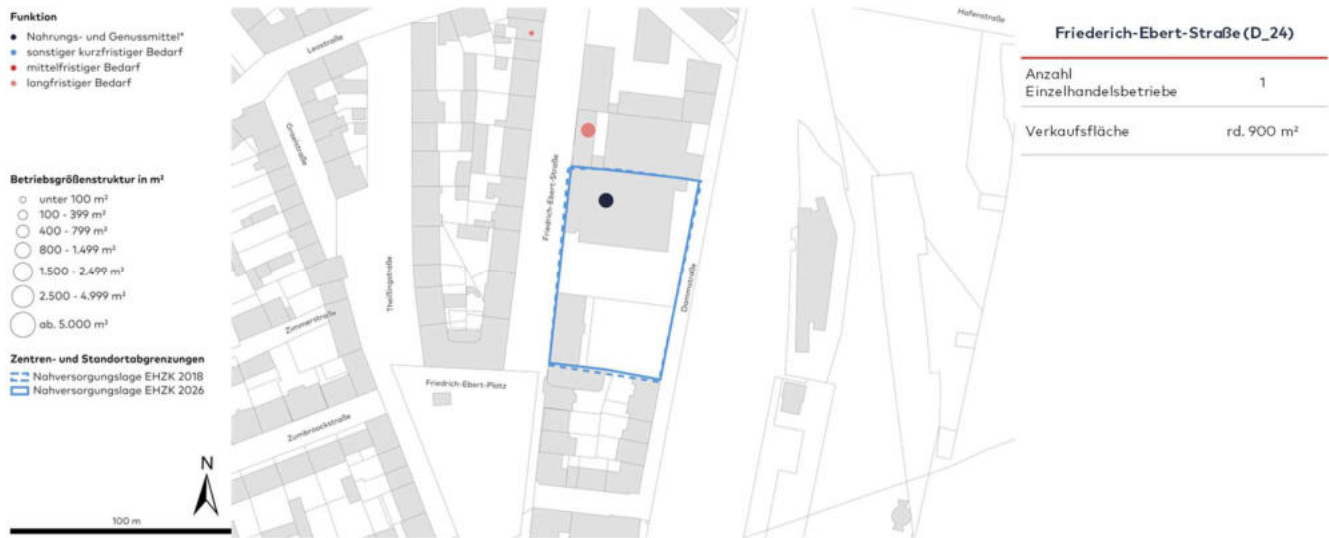 Funktion
Nahrungs- und Genussmittel*
sonstiger kurzfristiger Bedarf
mittelfristiger Bedarf
langfristiger Bedarf
Betriebsgrößenstruktur in m²
unter 100 m²
100 - 399 m²
400 - 799 m²
800 - 1.499 m²
1.500 - 2.499 m²
2.500 - 4.999 m²
ab. 5.000 m²
Zentren- und Standortabgrenzungen
Nahversorgungslage EHZK 2018
Nahversorgungslage EHZK 2026
N
100 m
Leostraße
Hafenstraße
Graelstraße
Friedrich-Ebert-Straße
Theißingstraße
Dammstraße
Zimmerstraße
Friedrich-Ebert-Platz
Zumbroockstraße
Friederich-Ebert-Straße (D_24)
Anzahl
Einzelhandelsbetriebe 1
Verkaufsfläche rd. 900 m²